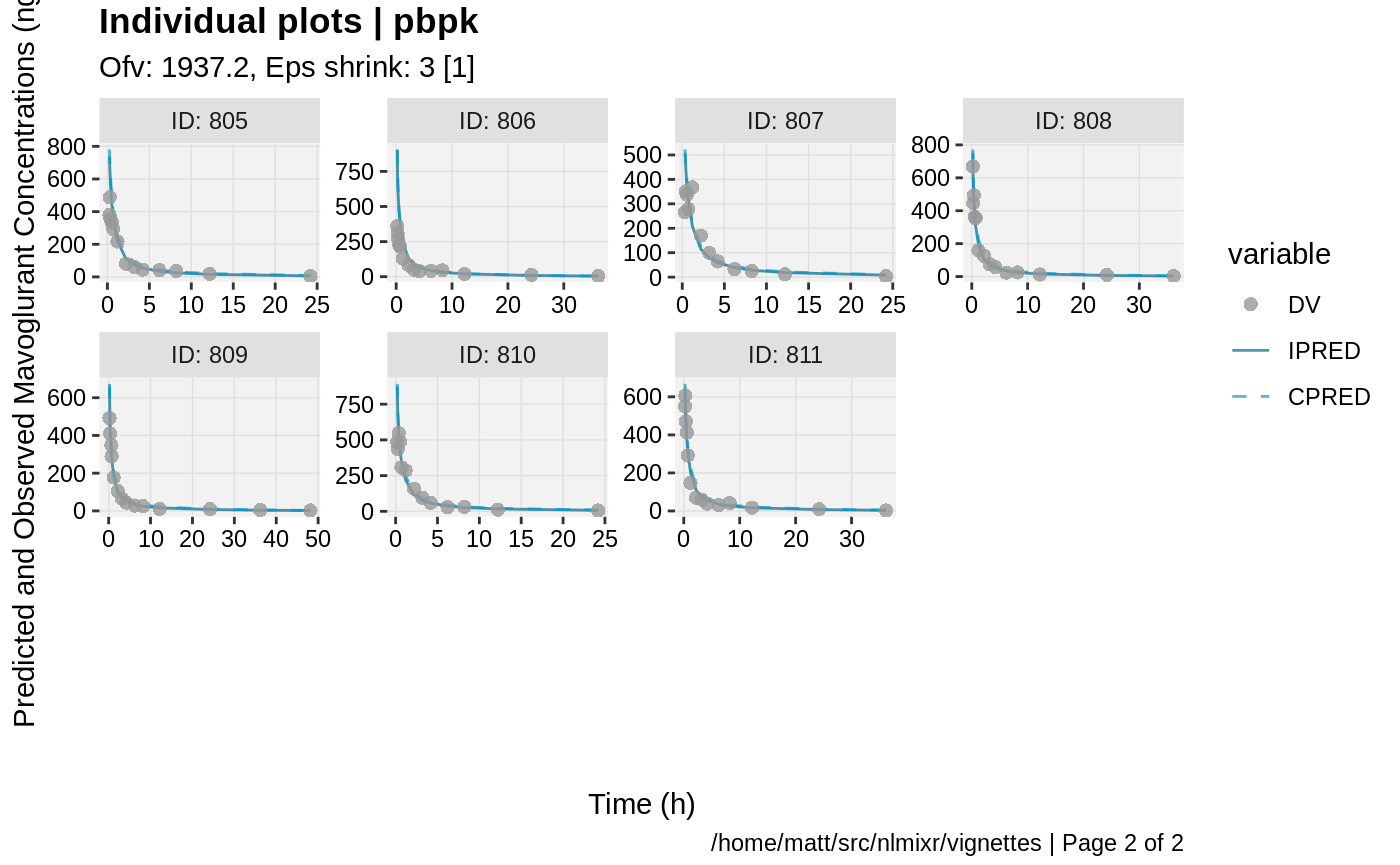 Individual plots | pbpk
Ofv: 1937.2, Eps shrink: 3 [1]
Predicted and Observed Mavoglurant Concentrations (ng
ID: 805
800
600
400
200
0
0 5 10 15 20 25
ID: 806
750
500
250
0
0 10 20 30
ID: 807
500
400
300
200
100
0
0 5 10 15 20 25
ID: 808
800
600
400
200
0
0 10 20 30
ID: 809
600
400
200
0
0 10 20 30 40 50
ID: 810
750
500
250
0
0 5 10 15 20 25
ID: 811
600
400
200
0
0 10 20 30
variable
DV
IPRED
CPRED
Time (h)
/home/matt/src/nlmixr/vignettes | Page 2 of 2